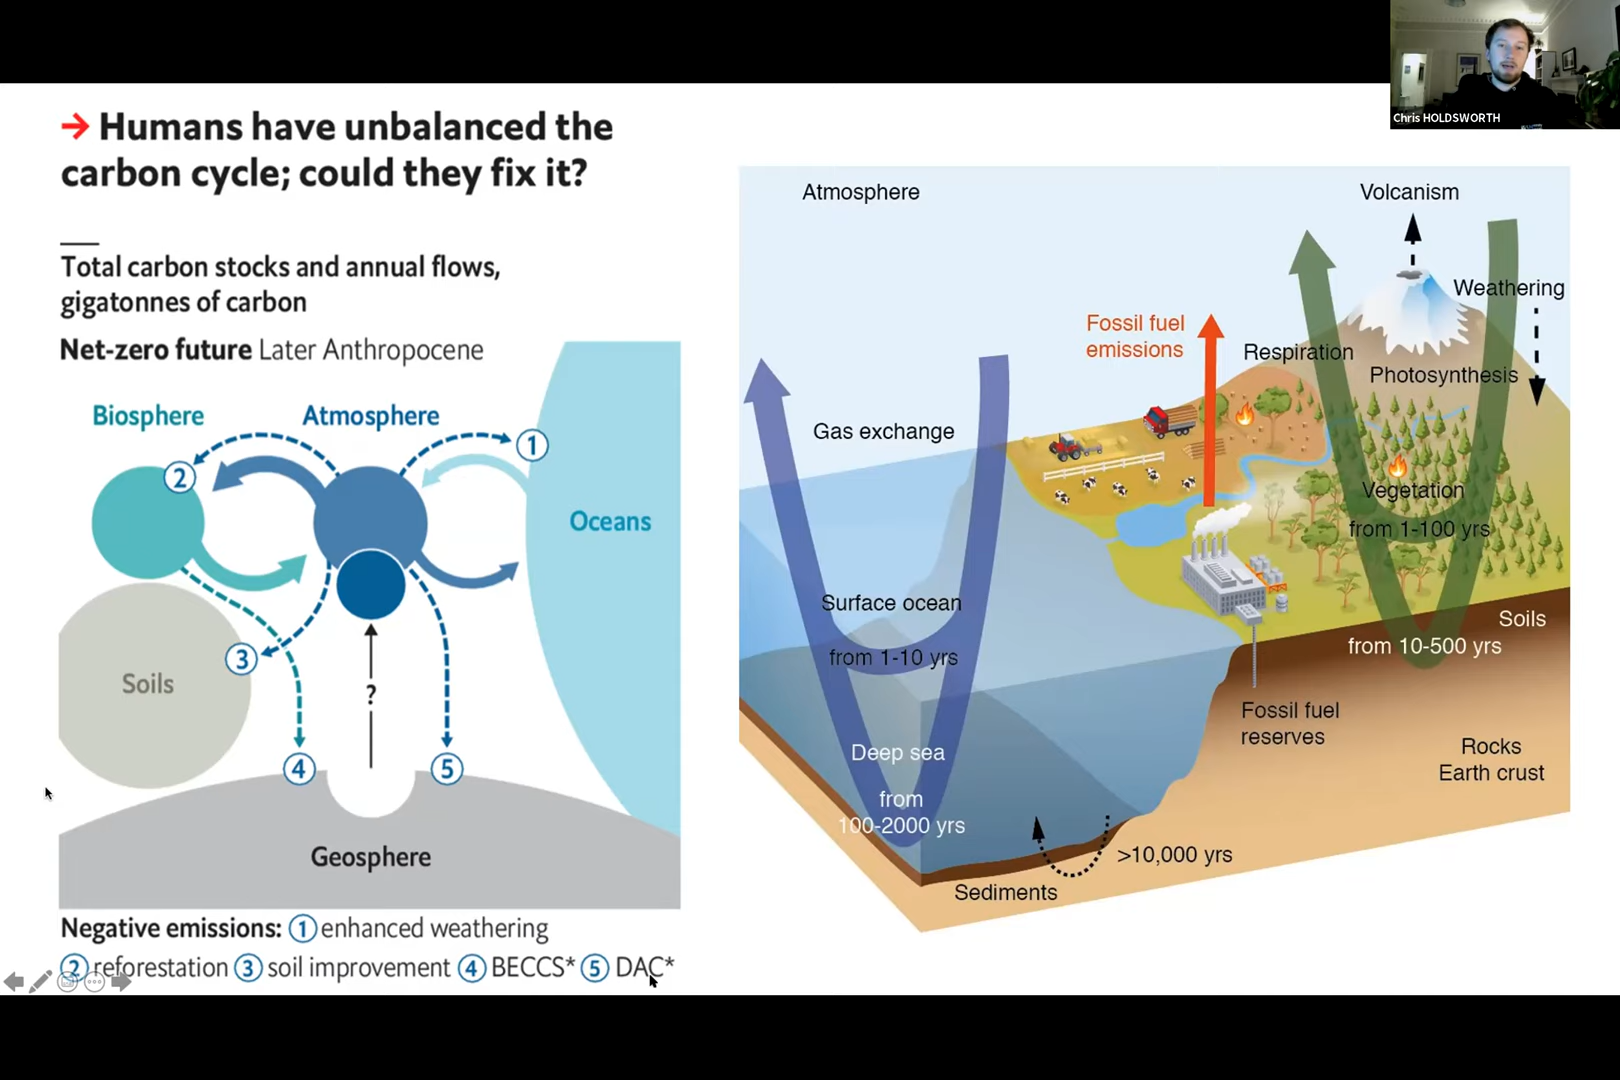 Chris HOLDSWORTH
→ Humans have unbalanced the
carbon cycle; could they fix it?
Total carbon stocks and annual flows,
gigatonnes of carbon
Net-zero future Later Anthropocene
Biosphere
Atmosphere
1
2
Oceans
3
Soils
?
4
5
Geosphere
Negative emissions: 1 enhanced weathering
2 reforestation 3 soil improvement 4 BECCS* 5 DAC*
Atmosphere
Volcanism
Weathering
Fossil fuel
emissions
Respiration
Photosynthesis
Gas exchange
Vegetation
from 1-100 yrs
Surface ocean
from 1-10 yrs
Soils
from 10-500 yrs
Fossil fuel
reserves
Rocks
Earth crust
Deep sea
from
100-2000 yrs
>10,000 yrs
Sediments